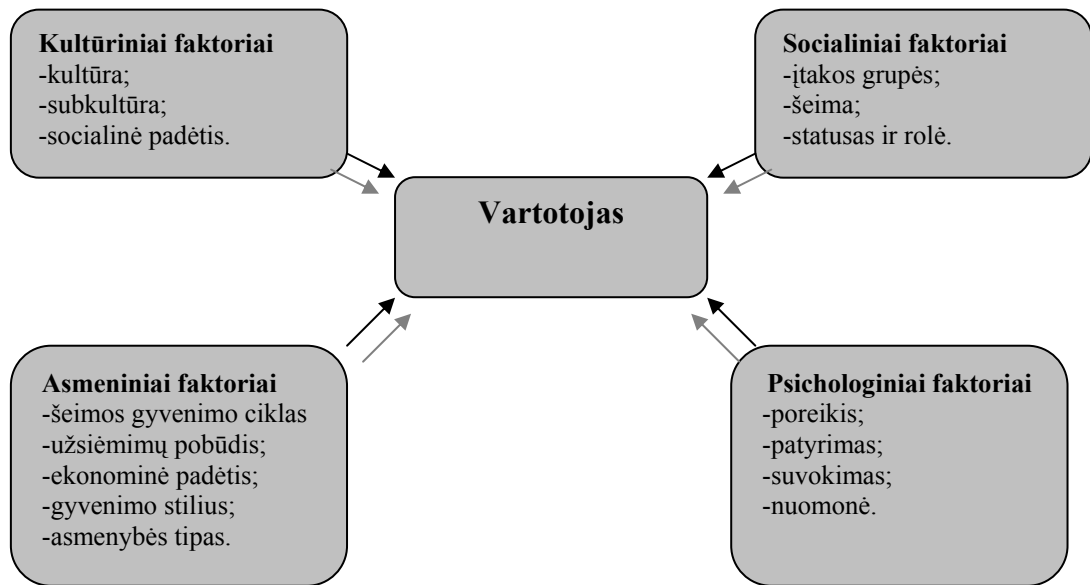 Kultūriniai faktoriai
-kultūra;
-subkultūra;
-socialinė padėtis.
Socialiniai faktoriai
-įtakos grupės;
-šeima;
-statusas ir rolė.
Vartotojas
Asmeniniai faktoriai
-šeimos gyvenimo ciklas
-užsiėmimų pobūdis;
-ekonominė padėtis;
-gyvenimo stilius;
-asmenybės tipas.
Psichologiniai faktoriai
-poreikis;
-patyrimas;
-suvokimas;
-nuomonė.